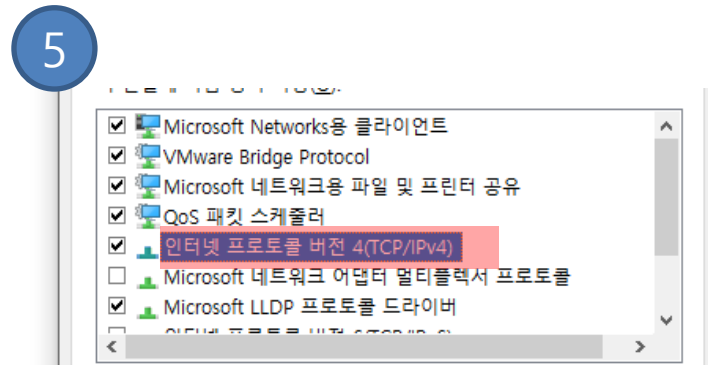 5
Microsoft Networks용 클라이언트
VMware Bridge Protocol
Microsoft 네트워크용 파일 및 프린터 공유
QoS 패킷 스케줄러
인터넷 프로토콜 버전 4(TCP/IPv4)
Microsoft 네트워크 어댑터 멀티플렉서 프로토콜
Microsoft LLDP 프로토콜 드라이버